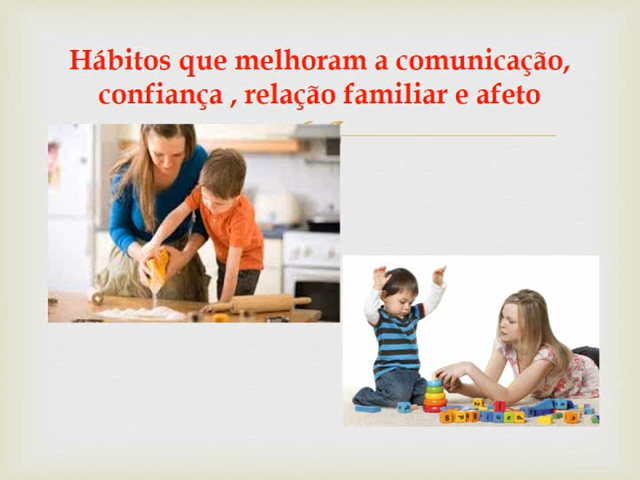 Hábitos que melhoram a comunicação,
confiança , relação familiar e afeto